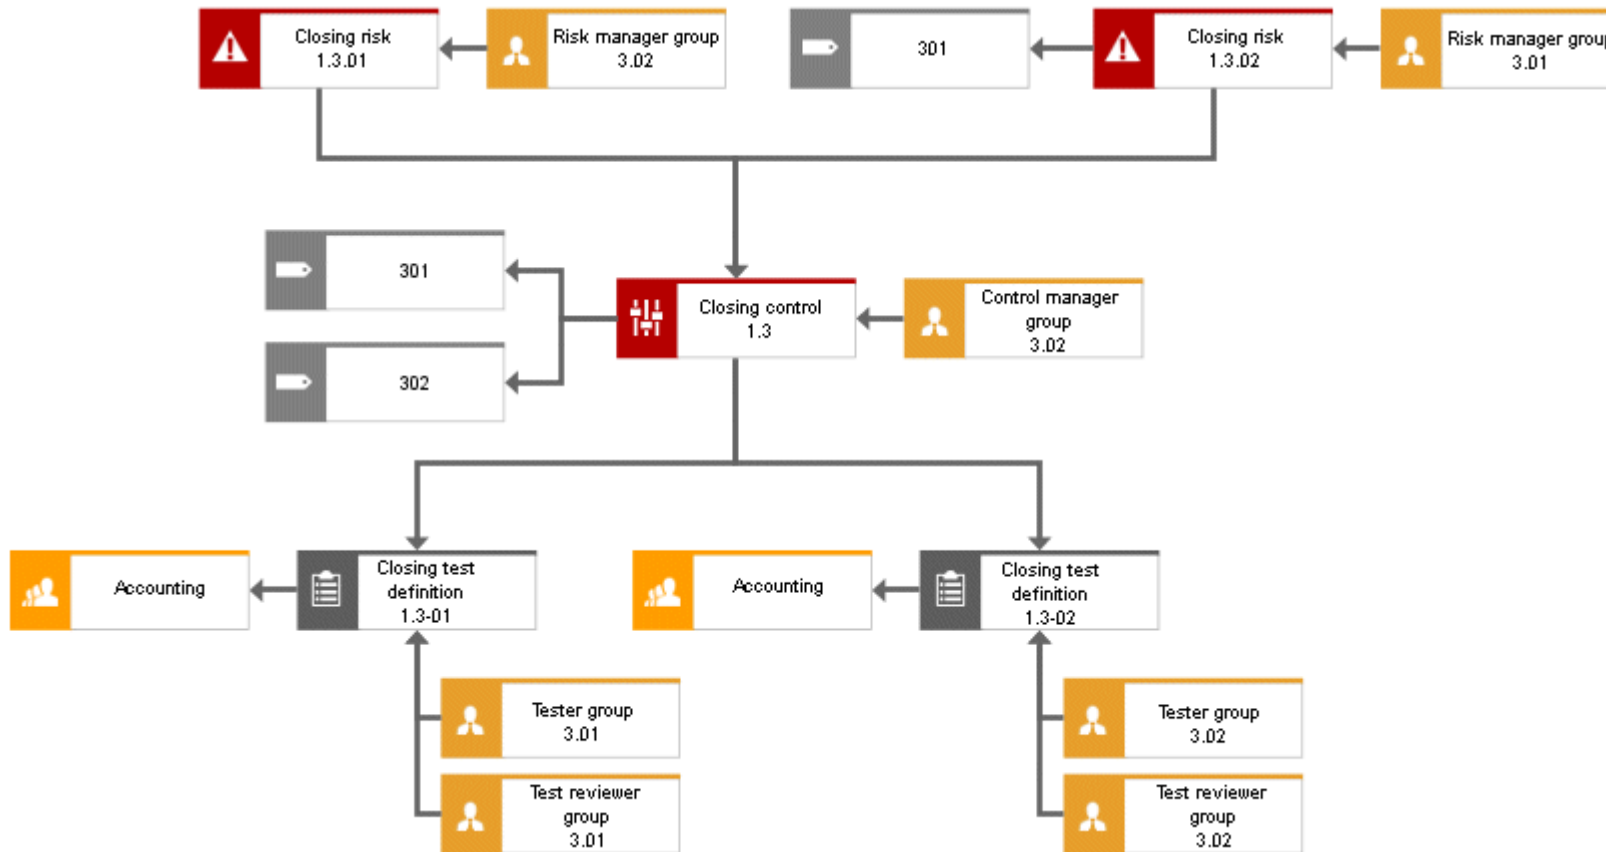 Closing risk
1.3.01
Risk manager group
3.02
301
Closing risk
1.3.02
Risk manager group
3.01
301
302
Closing control
1.3
Control manager
group
3.02
Accounting
Closing test
definition
1.3-01
Accounting
Closing test
definition
1.3-02
Tester group
3.01
Test reviewer
group
3.01
Tester group
3.02
Test reviewer
group
3.02